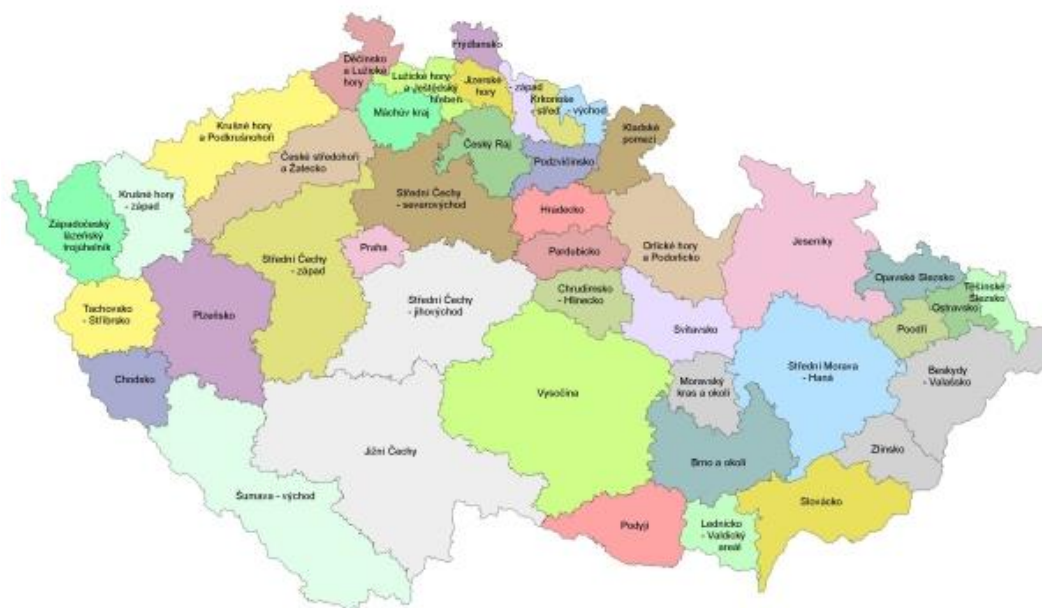 Frýdlansko
Děčínsko
a Lužické
hory
Lužické hory
a Ještědský
hřeben
Jizerské
hory
- západ
Krkonoše
- střed
- východ
Máchův kraj
Krušné hory
a Podkrušnohoří
Český Ráj
Kladské
pomezí
České středohoří
a Žatecko
Podzvičinsko
Krušné hory
- západ
Střední Čechy
- severovýchod
Hradecko
Západočeský
lázeňský
trojúhelník
Praha
Pardubicko
Orlické hory
a Podorlicko
Jeseníky
Střední Čechy
- západ
Opavské Slezsko
Těšínské
Slezsko
Chrudimsko
- Hlinecko
Střední Čechy
- jihovýchod
Ostravsko
Tachovsko
- Stříbrsko
Plzeňsko
Svitavsko
Poodří
Střední Morava
- Haná
Beskydy
- Valašsko
Chodsko
Moravský
kras a okolí
Vysočina
Zlínsko
Jižní Čechy
Brno a okolí
Šumava - východ
Slovácko
Podyjí
Lednicko
- Valdický
areál